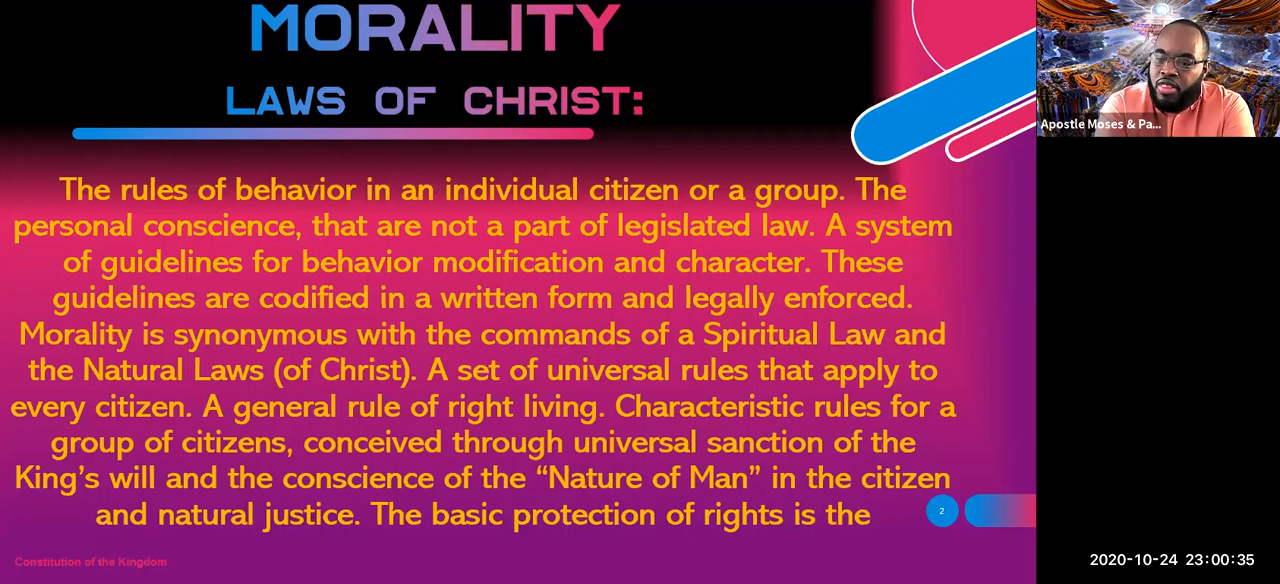 MORALITY
LAWS OF CHRIST:
The rules of behavior in an individual citizen or a group. The
personal conscience, that are not a part of legislated law. A system
of guidelines for behavior modification and character. These
guidelines are codified in a written form and legally enforced.
Morality is synonymous with the commands of a Spiritual Law and
the Natural Laws (of Christ). A set of universal rules that apply to
every citizen. A general rule of right living. Characteristic rules for a
group of citizens, conceived through universal sanction of the
King’s will and the conscience of the “Nature of Man” in the citizen
and natural justice. The basic protection of rights is the
2
Constitution of the Kingdom
Apostle Moses & Pa...
2020-10-24 23:00:35